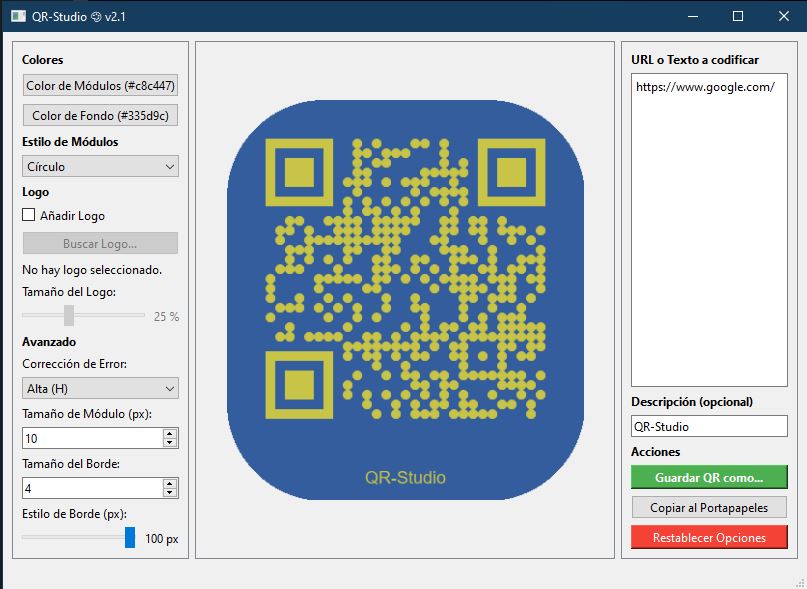 QR-Studio v2.1
Colores
Color de Módulos (#c8c447)
Color de Fondo (#335d9c)
Estilo de Módulos
Círculo
Logo
Añadir Logo
Buscar Logo...
No hay logo seleccionado.
Tamaño del Logo:
25 %
Avanzado
Corrección de Error:
Alta (H)
Tamaño de Módulo (px):
10
Tamaño del Borde:
4
Estilo de Borde (px):
100 px
QR-Studio
URL o Texto a codificar
https://www.google.com/
Descripción (opcional)
QR-Studio
Acciones
Guardar QR como...
Copiar al Portapapeles
Restablecer Opciones